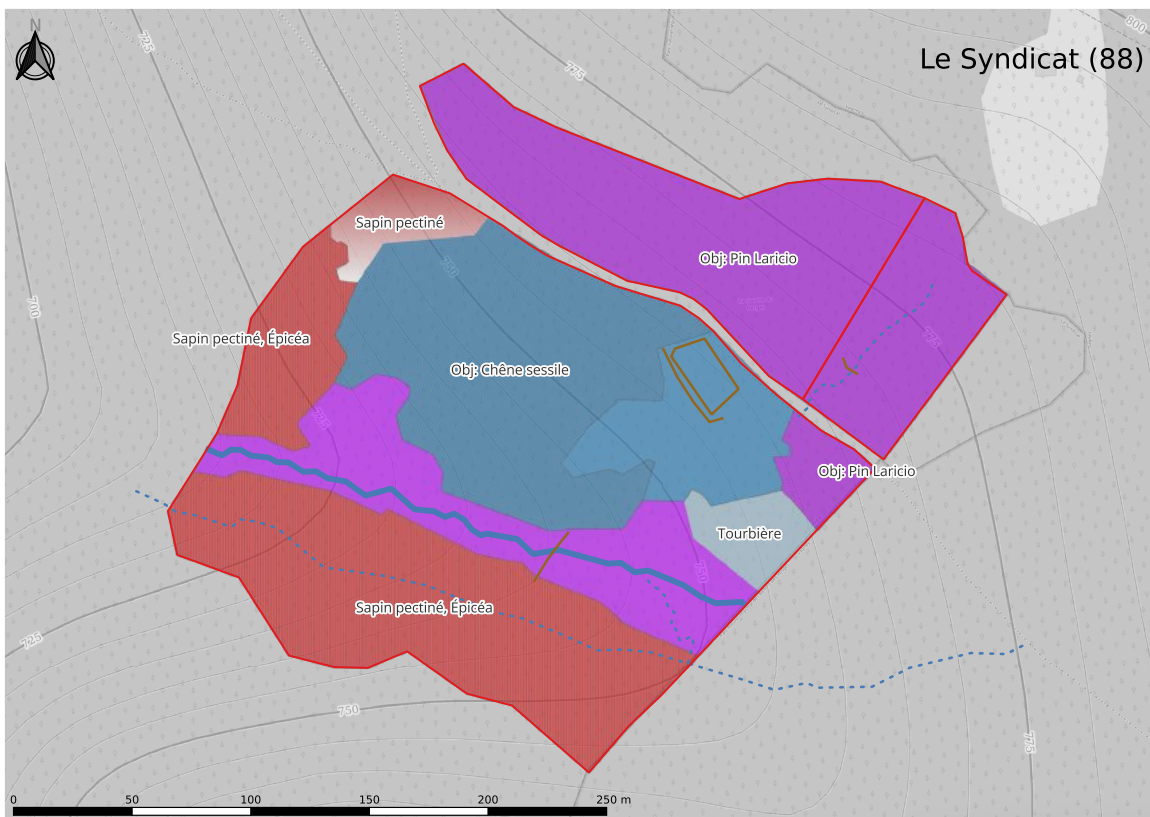 N
Le Syndicat (88)
800
725
775
Sapin pectiné
Obj: Pin Laricio
750
700
775
Sapin pectiné, Épicéa
Obj: Chêne sessile
725
Obj: Pin Laricio
Tourbière
750
Sapin pectiné, Épicéa
725
750
775
0 50 100 150 200 250 m